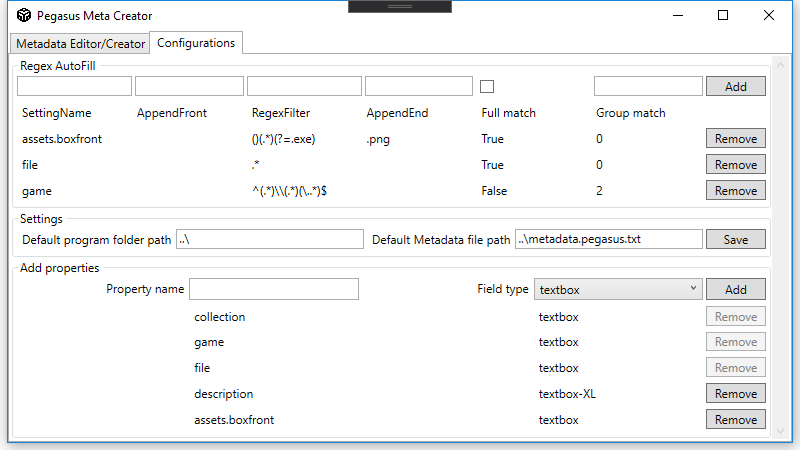 Pegasus Meta Creator
Metadata Editor/Creator Configurations
Regex AutoFill
Add
SettingName AppendFront RegexFilter AppendEnd Full match Group match
assets.boxfront ()(.*)(?=.exe) .png True 0 Remove
file .* True 0 Remove
game ^(.*)\\(.*)(\..*)$ False 2 Remove
Settings
Default program folder path ..\ Default Metadata file path ..\metadata.pegasus.txt Save
Add properties
Property name Field type textbox Add
collection textbox Remove
game textbox Remove
file textbox Remove
description textbox-XL Remove
assets.boxfront textbox Remove